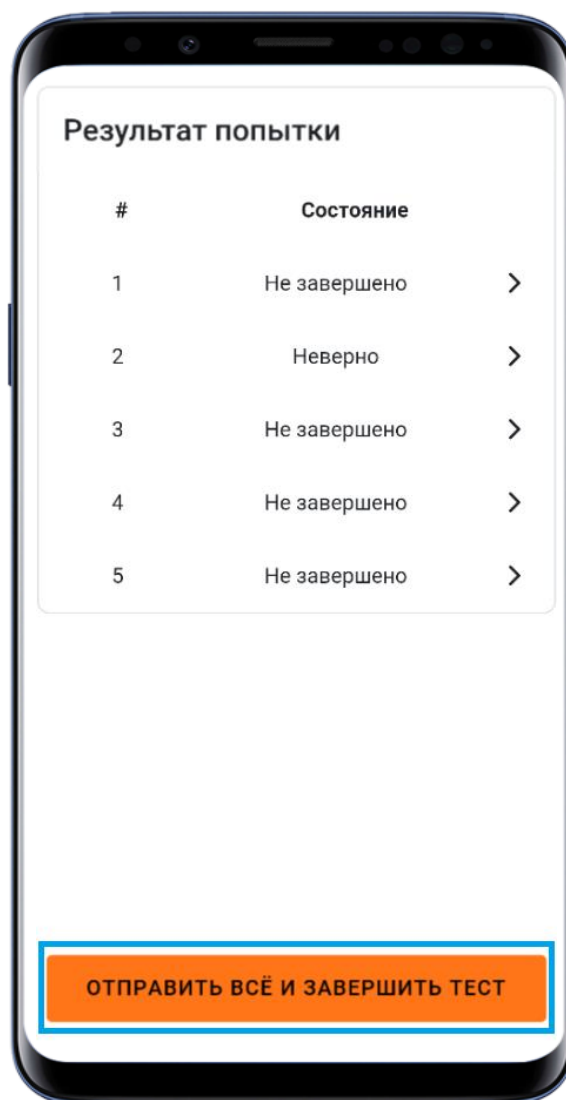 Результат попытки
# Состояние
1 Не завершено
2 Неверно
3 Не завершено
4 Не завершено
5 Не завершено
ОТПРАВИТЬ ВСЁ И ЗАВЕРШИТЬ ТЕСТ